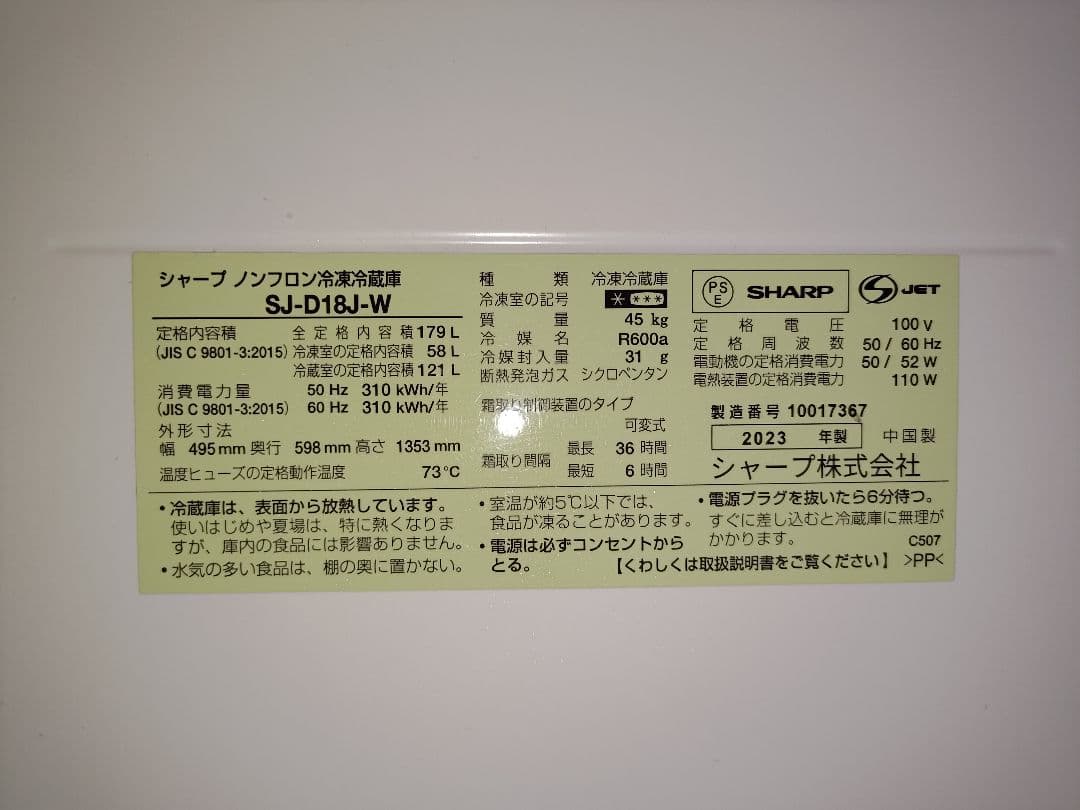 シャープ ノンフロン冷凍冷蔵庫
SJ-D18J-W
定格内容積 全定格内容積 179 L
(JIS C 9801-3:2015) 冷凍室の定格内容積 58 L
冷蔵室の定格内容積 121 L
消費電力量 50 Hz 310 kWh/年
(JIS C 9801-3:2015) 60 Hz 310 kWh/年
外形寸法
幅 495 mm 奥行 598 mm 高さ 1353 mm
温度ヒューズの定格動作温度 73℃
種類 冷凍冷蔵庫
冷凍室の記号 * ***
質量 45 kg
冷媒名 R600a
冷媒封入量 31 g
断熱発泡ガス シクロペンタン
霜取り制御装置のタイプ
可変式
霜取り間隔 最長 36 時間
最短 6 時間
PS E SHARP S JET
定格電圧 100 V
定格周波数 50 / 60 Hz
電動機の定格消費電力 50 / 52 W
電熱装置の定格消費電力 110 W
製造番号 10017367
2023 年製 中国製
シャープ株式会社
・冷蔵庫は、表面から放熱しています。
使いはじめや夏場は、特に熱くなりま
すが、庫内の食品には影響ありません。
・水気の多い食品は、棚の奥に置かない。
・室温が約5℃以下では、
食品が凍ることがあります。
・電源は必ずコンセントから
とる。
・電源プラグを抜いたら6分待つ。
すぐに差し込むと冷蔵庫に無理が
かかります。 C507
【くわしくは取扱説明書をご覧ください】 >PP<